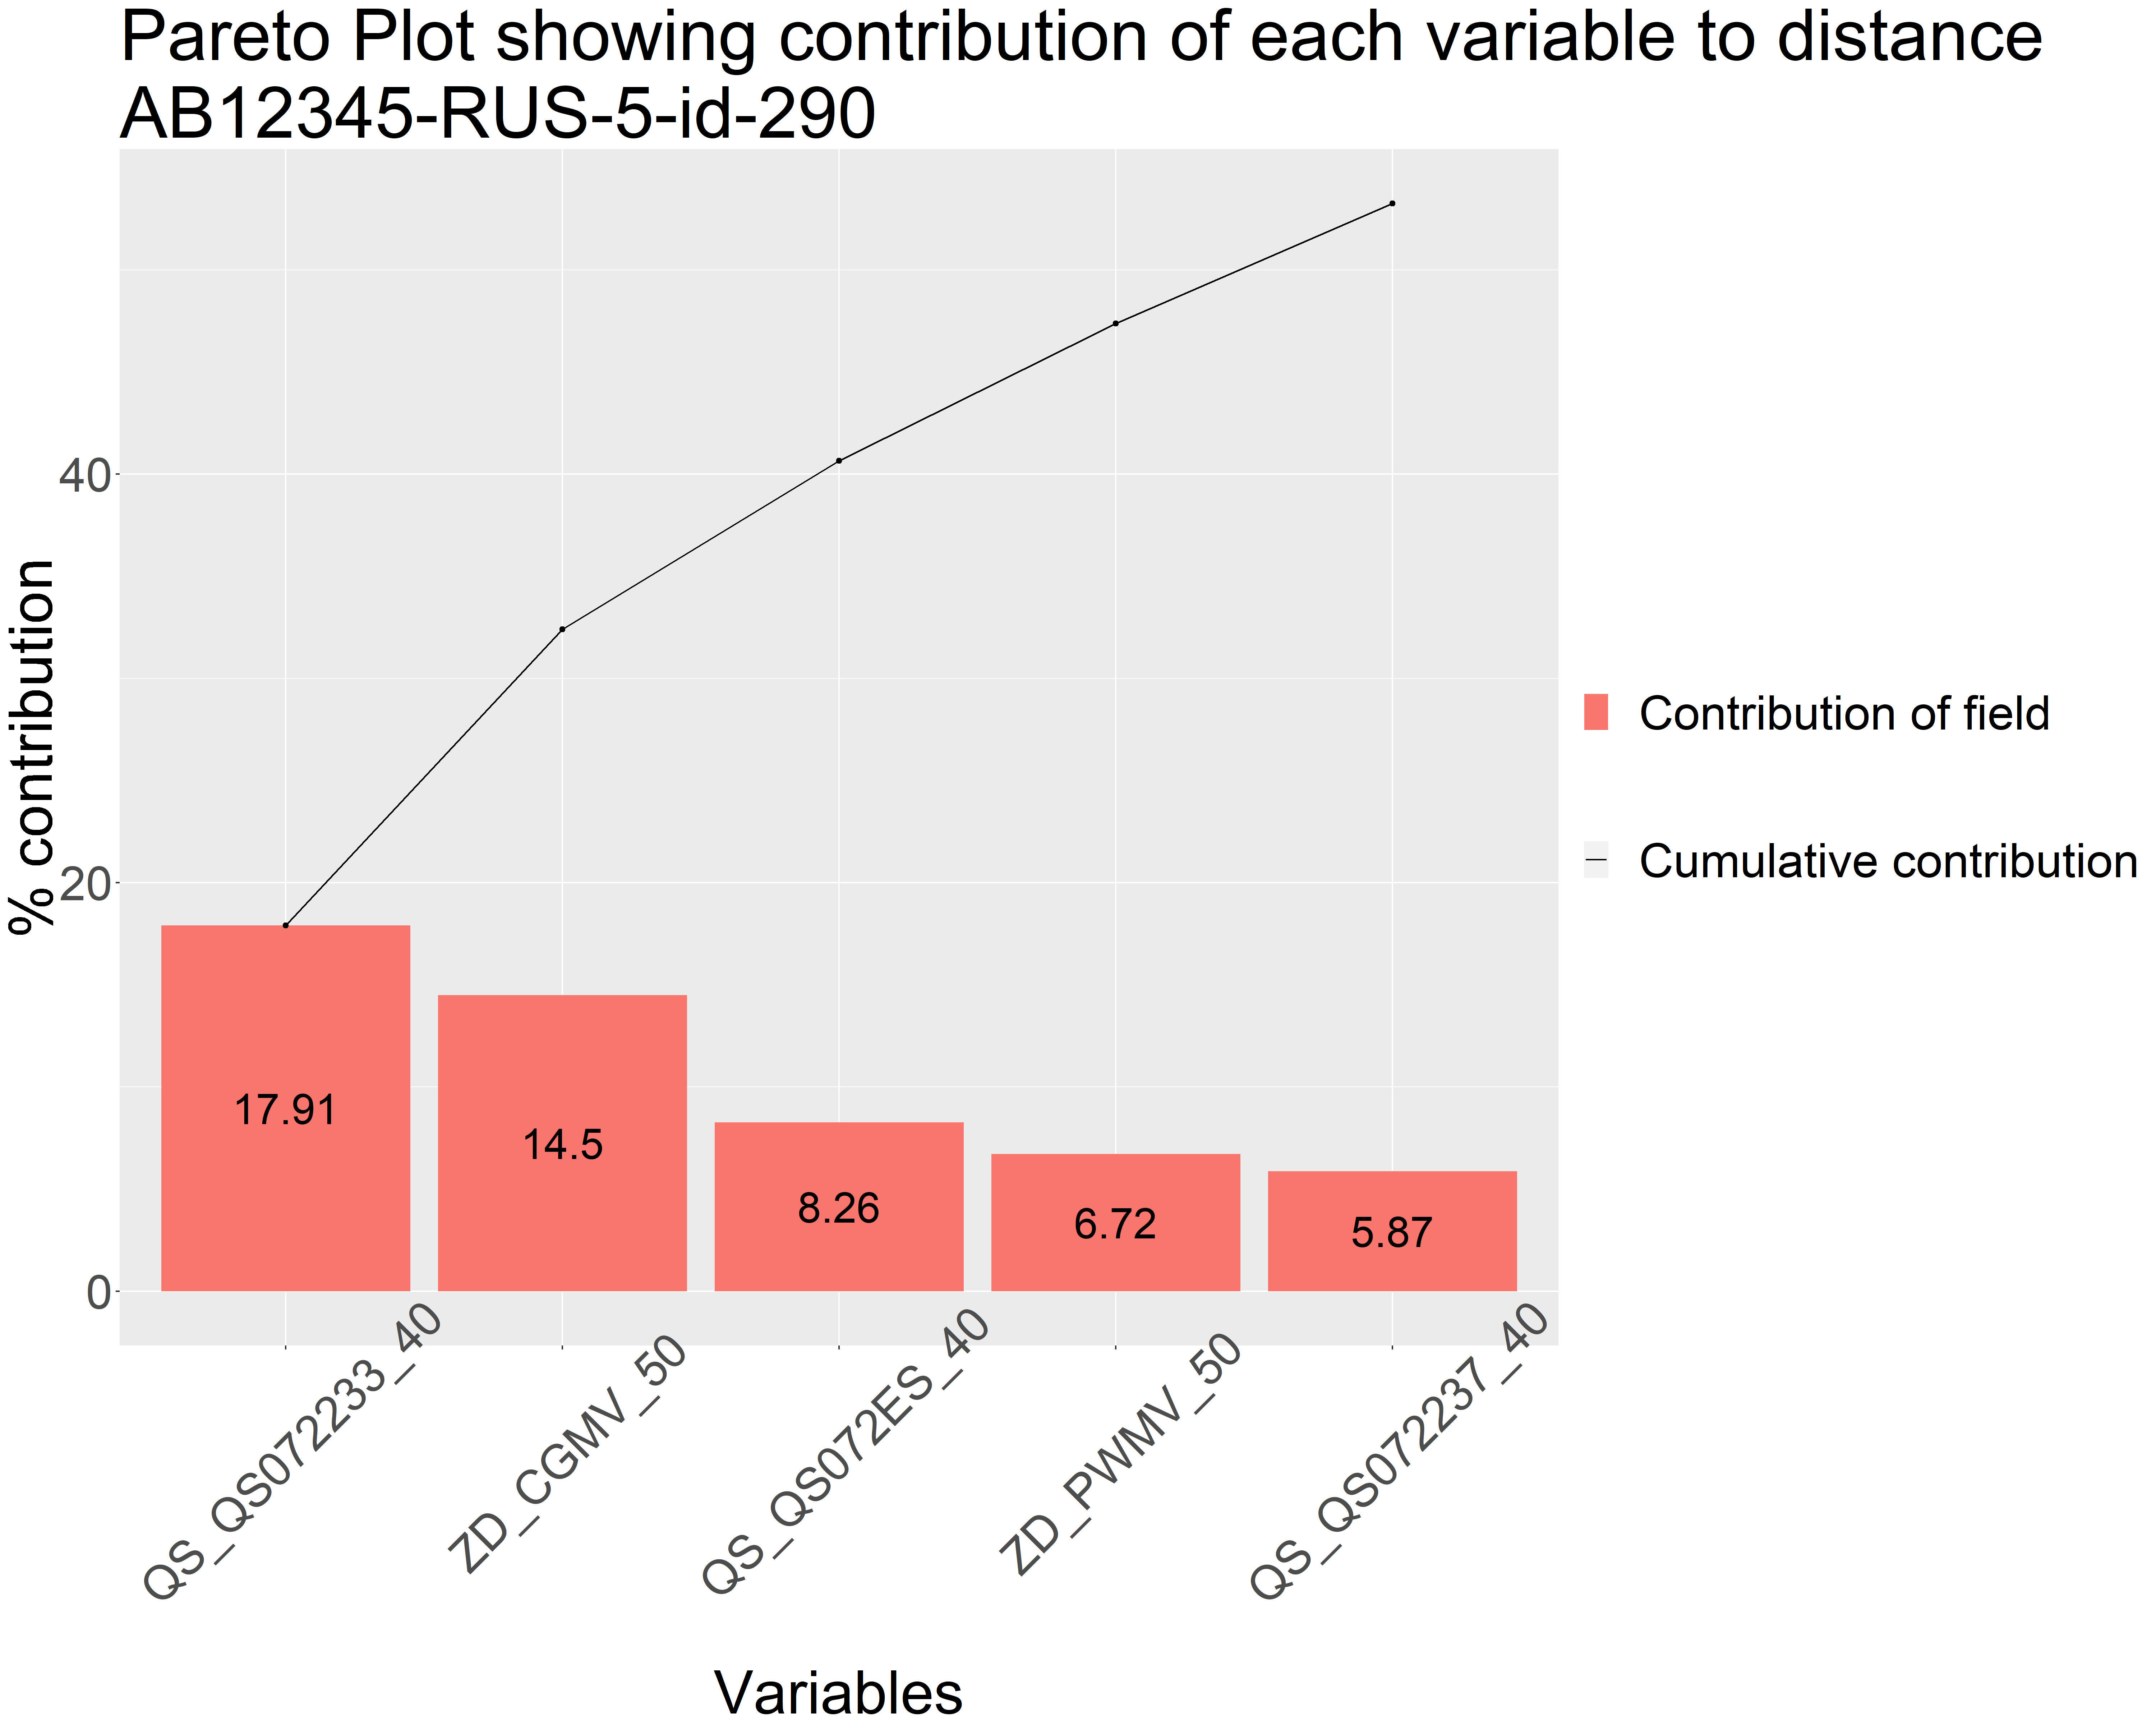 Pareto Plot showing contribution of each variable to distance
AB12345-RUS-5-id-290
% contribution
40
20
0
17.91
14.5
8.26
6.72
5.87
QS_QS072233_40
ZD_CGMV_50
QS_QS072ES_40
ZD_PWMV_50
QS_QS072237_40
Variables
Contribution of field
Cumulative contribution